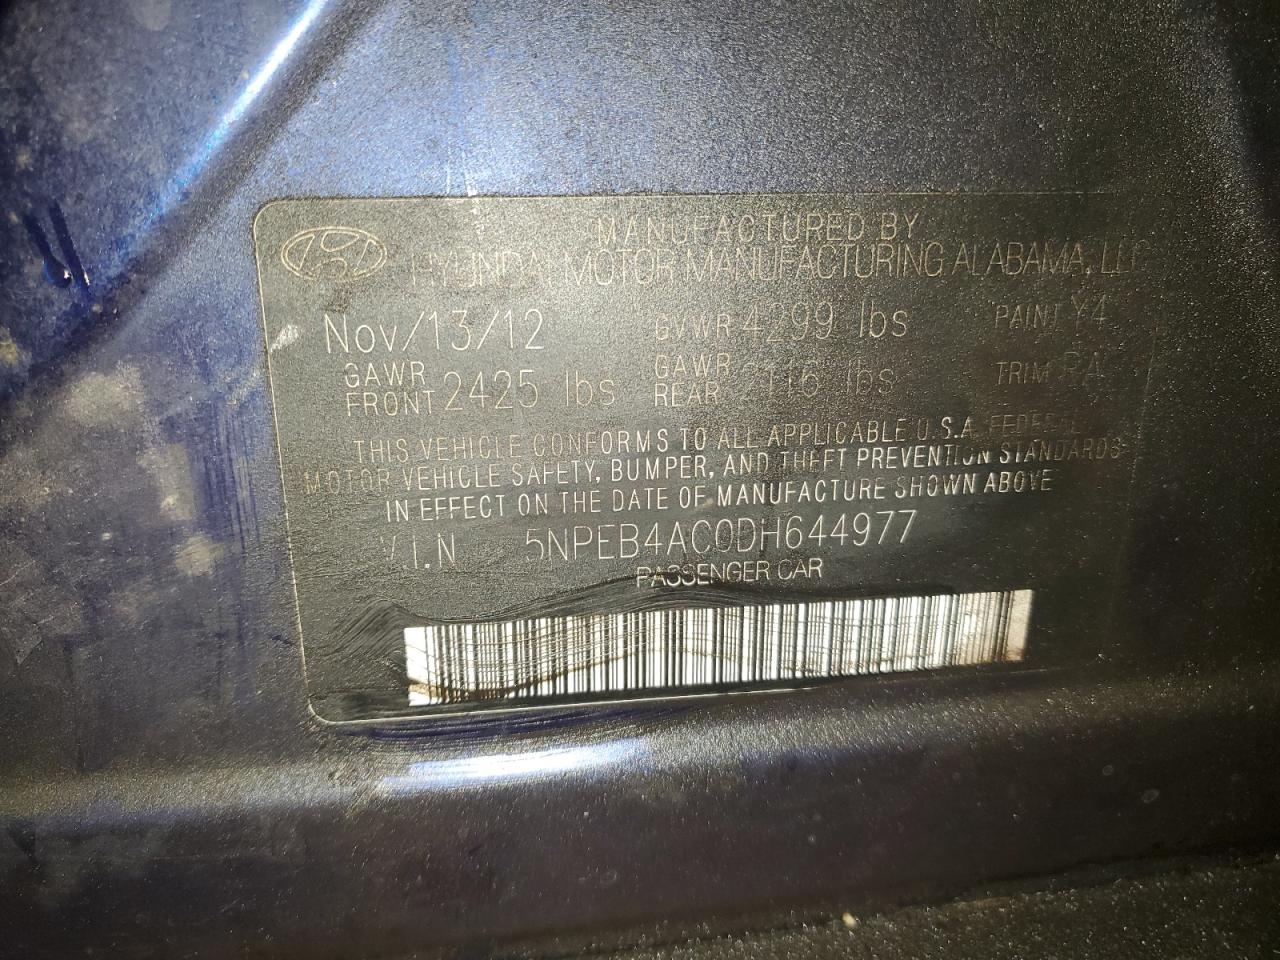 MANUFACTURED BY
HYUNDAI MOTOR MANUFACTURING ALABAMA, LLC
Nov/13/12 GVWR 4299 lbs PAINT Y4
GAWR FRONT 2425 lbs GAWR REAR 2116 lbs TRIM
THIS VEHICLE CONFORMS TO ALL APPLICABLE U.S.A. FEDERAL
MOTOR VEHICLE SAFETY, BUMPER, AND THEFT PREVENTION STANDARDS
IN EFFECT ON THE DATE OF MANUFACTURE SHOWN ABOVE
V.I.N 5NPEB4AC0DH644977
PASSENGER CAR